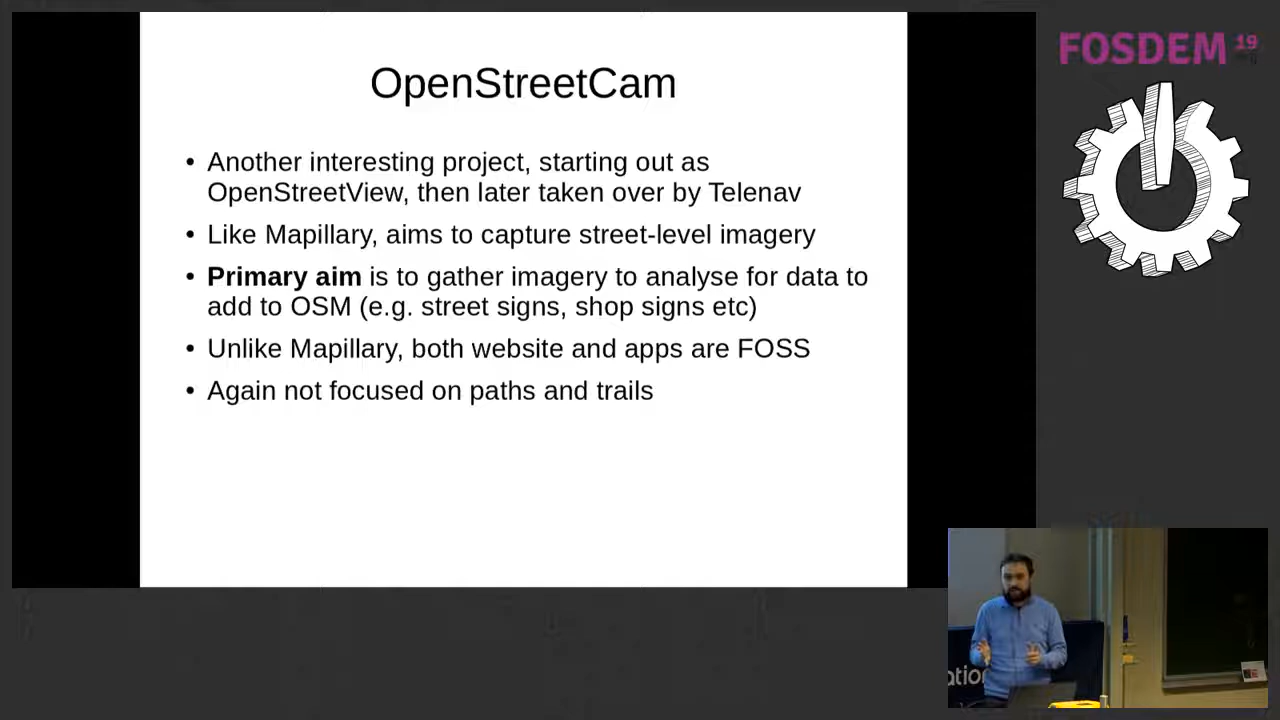 OpenStreetCam
FOSDEM 19
• Another interesting project, starting out as
OpenStreetView, then later taken over by Telenav
• Like Mapillary, aims to capture street-level imagery
• Primary aim is to gather imagery to analyse for data to
add to OSM (e.g. street signs, shop signs etc)
• Unlike Mapillary, both website and apps are FOSS
• Again not focused on paths and trails